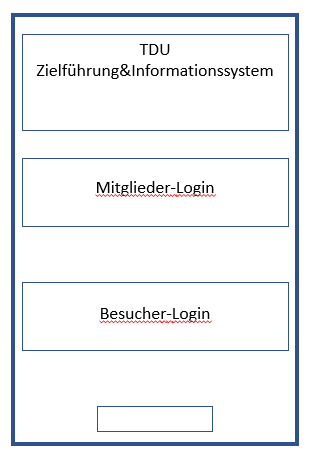 TDU
Zielführung&Informationssystem
Mitglieder-Login
Besucher-Login